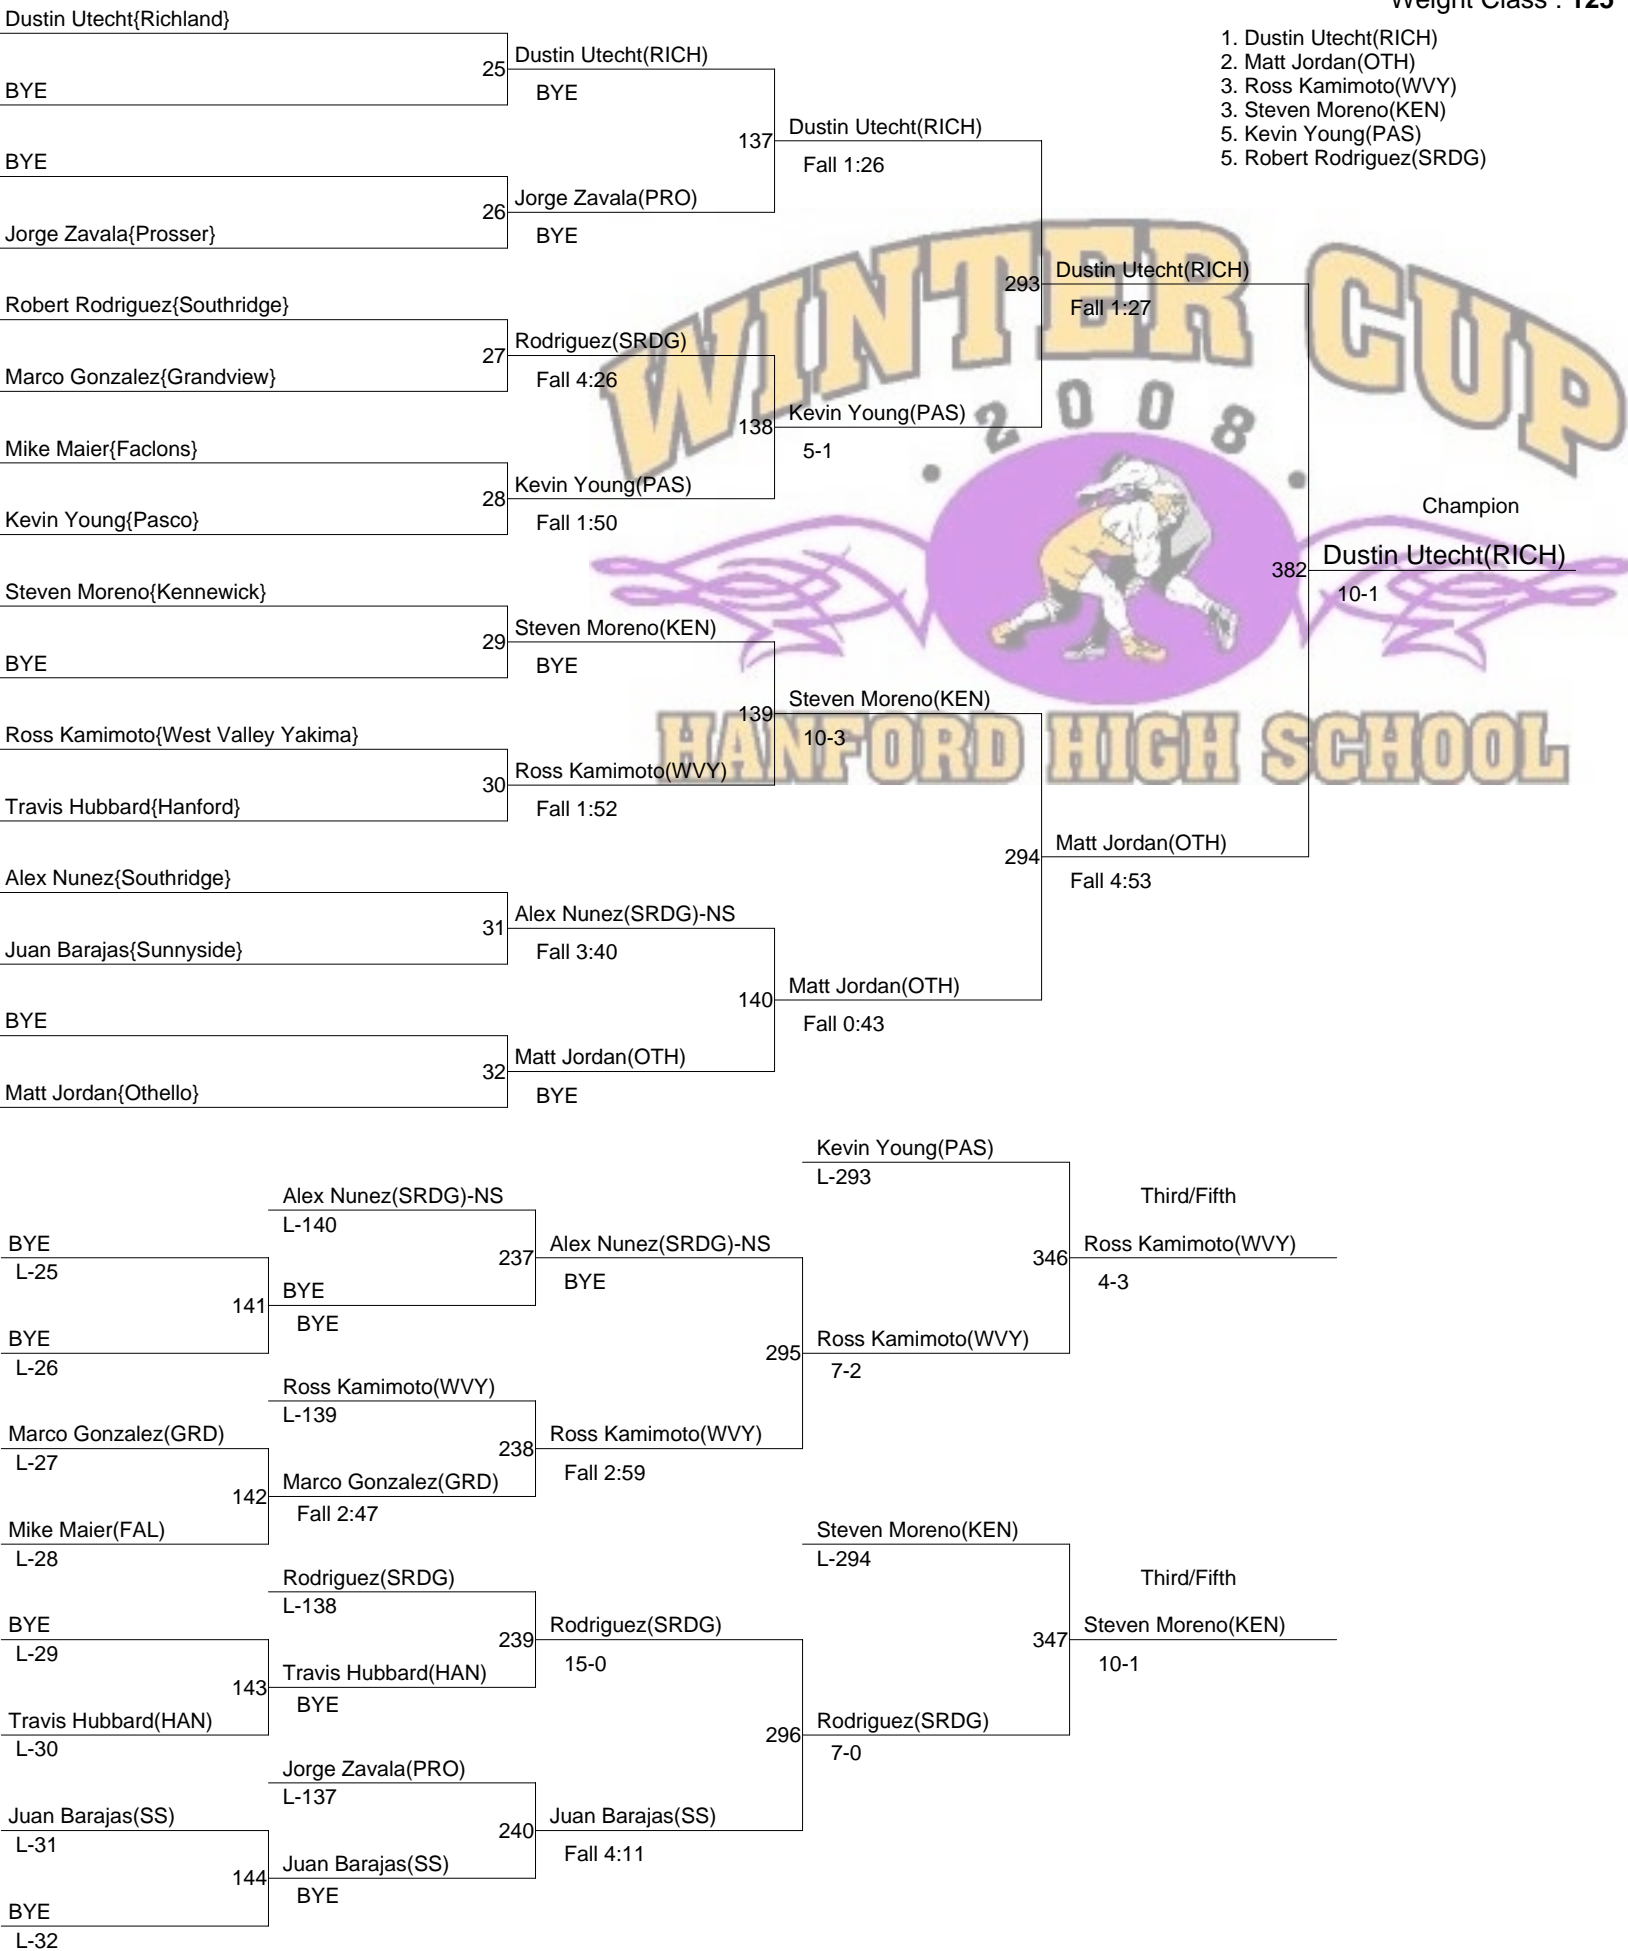 Weight Class : 125
1. Dustin Utecht(RICH)
2. Matt Jordan(OTH)
3. Ross Kamimoto(WVY)
3. Steven Moreno(KEN)
5. Kevin Young(PAS)
5. Robert Rodriguez(SRDG)
Dustin Utecht{Richland}
25
Dustin Utecht(RICH)
BYE
BYE
137
Dustin Utecht(RICH)
Fall 1:26
BYE
26
Jorge Zavala(PRO)
BYE
Jorge Zavala{Prosser}
WINTER CUP
· 2008 ·
HANFORD HIGH SCHOOL
293
Dustin Utecht(RICH)
Fall 1:27
Robert Rodriguez{Southridge}
27
Rodriguez(SRDG)
Fall 4:26
Marco Gonzalez{Grandview}
138
Kevin Young(PAS)
5-1
Mike Maier{Faclons}
28
Kevin Young(PAS)
Fall 1:50
Kevin Young{Pasco}
Champion
382
Dustin Utecht(RICH)
10-1
Steven Moreno{Kennewick}
29
Steven Moreno(KEN)
BYE
BYE
139
Steven Moreno(KEN)
10-3
Ross Kamimoto{West Valley Yakima}
30
Ross Kamimoto(WVY)
Fall 1:52
Travis Hubbard{Hanford}
294
Matt Jordan(OTH)
Fall 4:53
Alex Nunez{Southridge}
31
Alex Nunez(SRDG)-NS
Fall 3:40
Juan Barajas{Sunnyside}
140
Matt Jordan(OTH)
Fall 0:43
BYE
32
Matt Jordan(OTH)
BYE
Matt Jordan{Othello}
Kevin Young(PAS)
L-293
Alex Nunez(SRDG)-NS
L-140
Third/Fifth
BYE
L-25
237
Alex Nunez(SRDG)-NS
BYE
346
Ross Kamimoto(WVY)
4-3
141
BYE
BYE
BYE
L-26
295
Ross Kamimoto(WVY)
7-2
Ross Kamimoto(WVY)
L-139
Marco Gonzalez(GRD)
L-27
238
Ross Kamimoto(WVY)
Fall 2:59
142
Marco Gonzalez(GRD)
Fall 2:47
Mike Maier(FAL)
L-28
Steven Moreno(KEN)
L-294
Rodriguez(SRDG)
L-138
Third/Fifth
BYE
L-29
239
Rodriguez(SRDG)
15-0
347
Steven Moreno(KEN)
10-1
143
Travis Hubbard(HAN)
BYE
Travis Hubbard(HAN)
L-30
296
Rodriguez(SRDG)
7-0
Jorge Zavala(PRO)
L-137
Juan Barajas(SS)
L-31
240
Juan Barajas(SS)
Fall 4:11
144
Juan Barajas(SS)
BYE
BYE
L-32